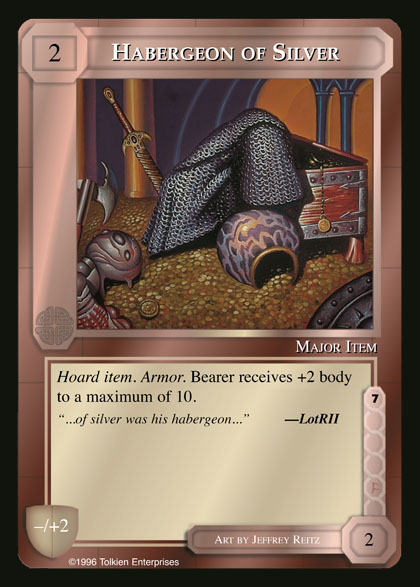 2
Habergeon of Silver
Major Item
Hoard item. Armor. Bearer receives +2 body
to a maximum of 10.
“...of silver was his habergeon...” —LotRII
7
–/+2
Art by Jeffrey Reitz
2
©1996 Tolkien Enterprises